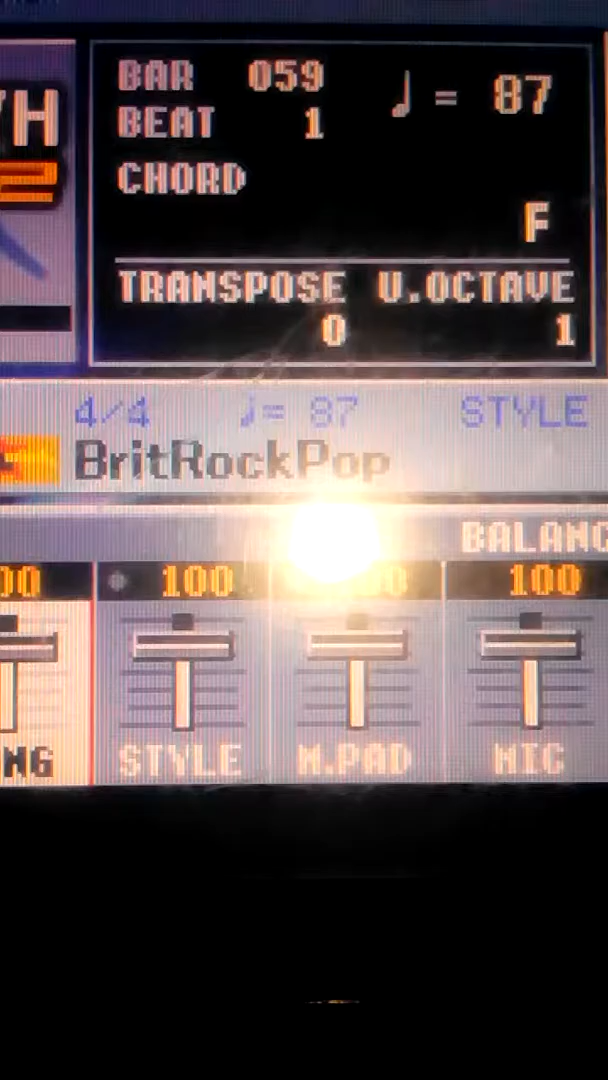 BAR 059 ♩= 87
BEAT 1
CHORD
F
TRANSPOSE U.OCTAVE
0 1
4/4 ♩= 87 STYLE
BritRockPop
BALANC
100 100
STYLE M.PAD MIC